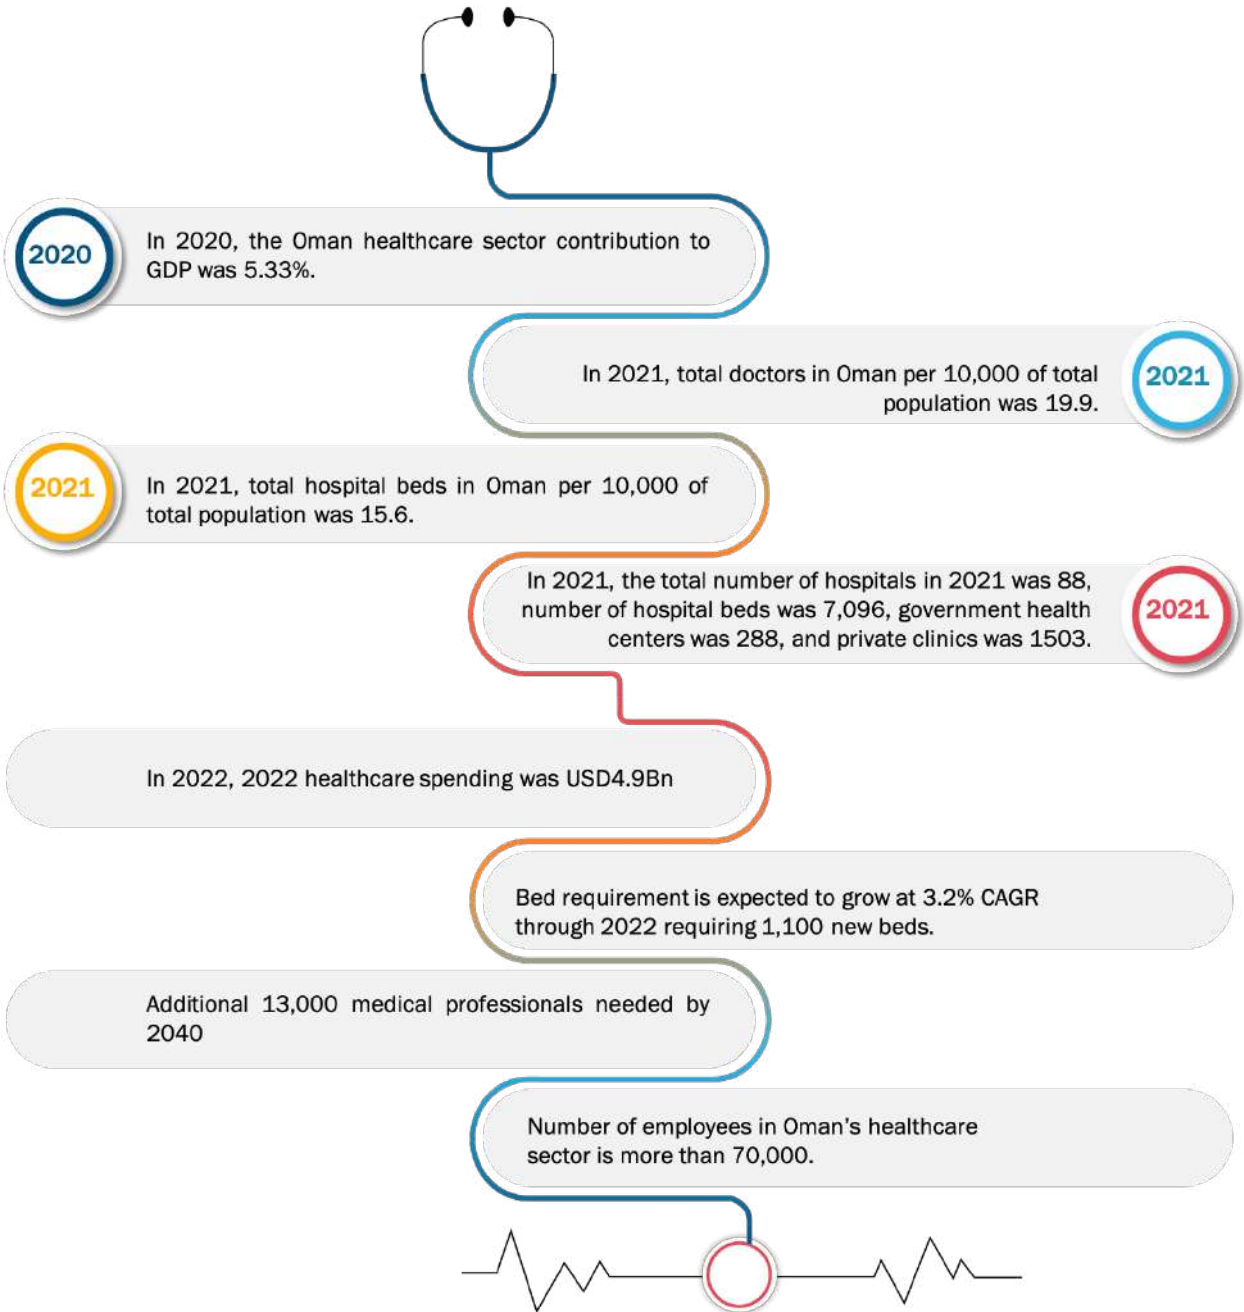 2020
In 2020, the Oman healthcare sector contribution to
GDP was 5.33%.
In 2021, total doctors in Oman per 10,000 of total
population was 19.9.
2021
2021
In 2021, total hospital beds in Oman per 10,000 of
total population was 15.6.
In 2021, the total number of hospitals in 2021 was 88,
number of hospital beds was 7,096, government health
centers was 288, and private clinics was 1503.
2021
In 2022, 2022 healthcare spending was USD4.9Bn
Bed requirement is expected to grow at 3.2% CAGR
through 2022 requiring 1,100 new beds.
Additional 13,000 medical professionals needed by
2040
Number of employees in Oman's healthcare
sector is more than 70,000.